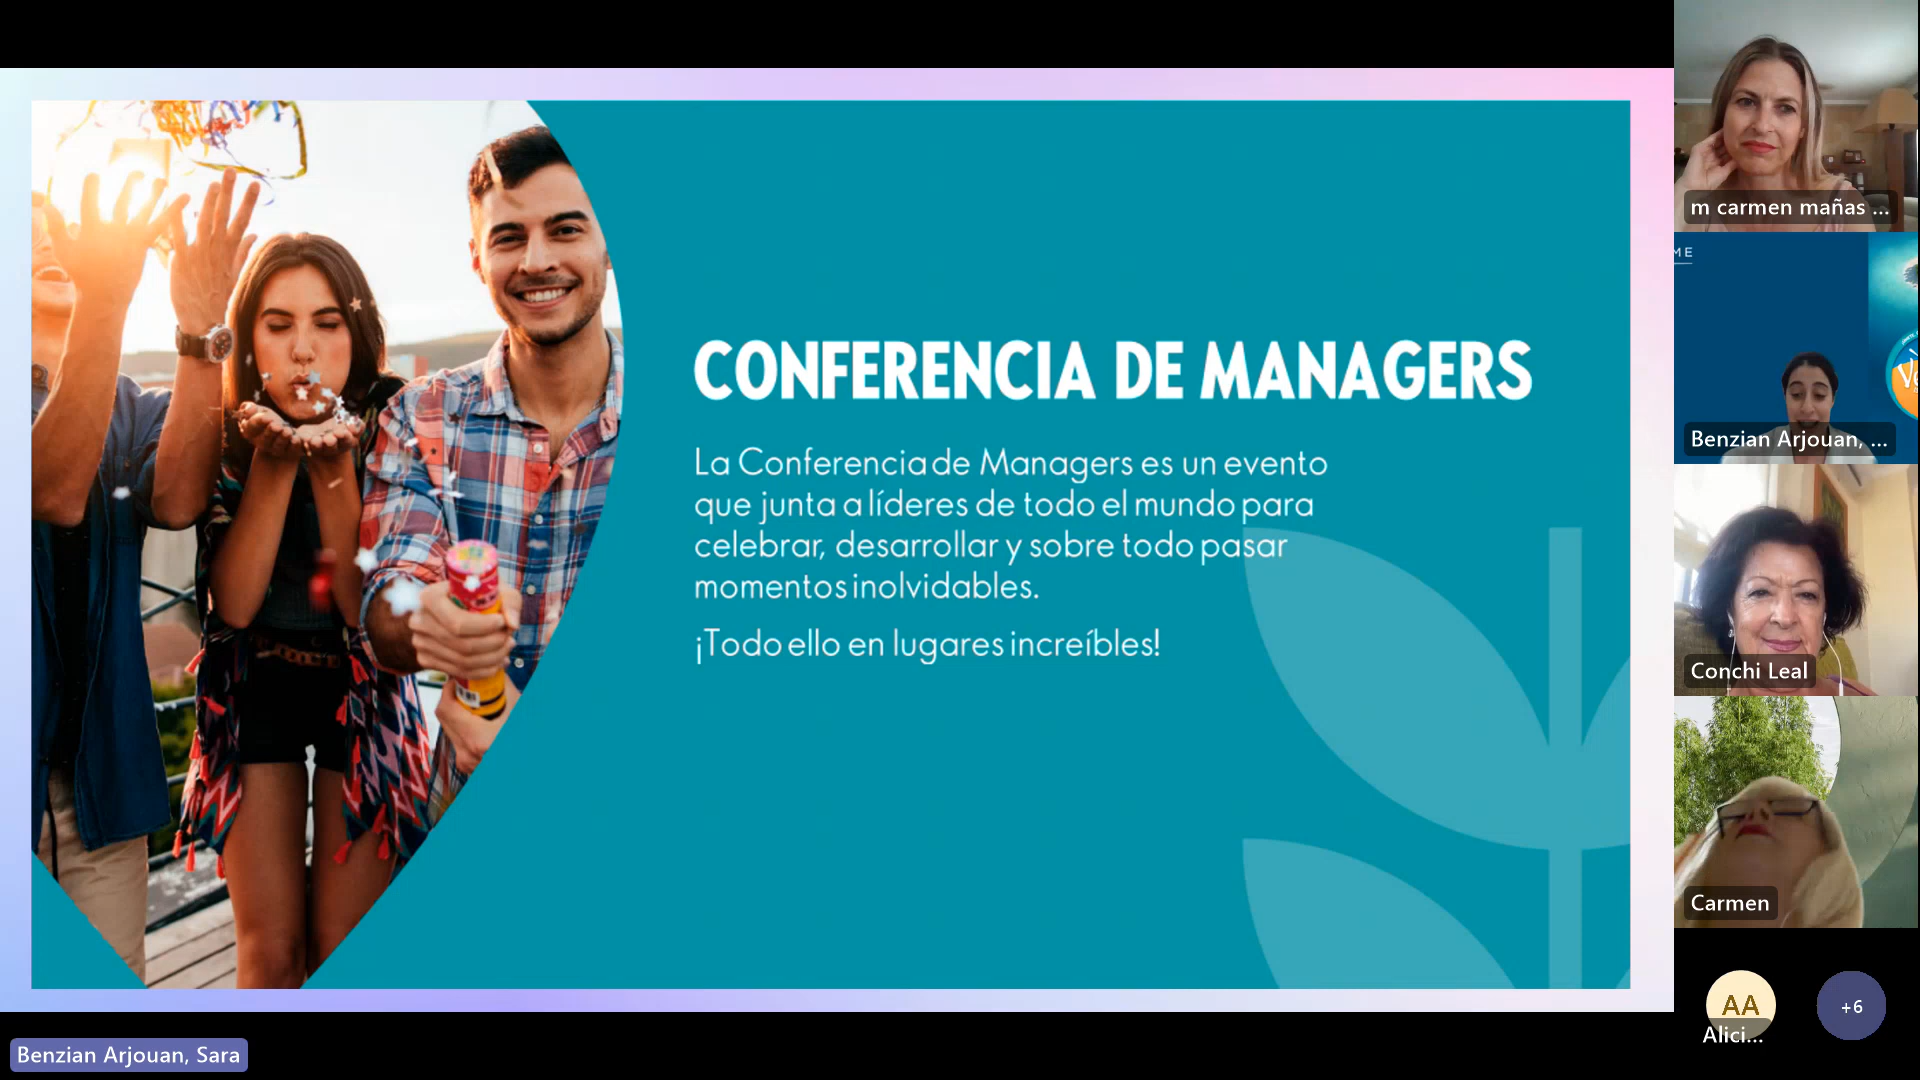 CONFERENCIA DE MANAGERS
La Conferencia de Managers es un evento
que junta a líderes de todo el mundo para
celebrar, desarrollar y sobre todo pasar
momentos inolvidables.
¡Todo ello en lugares increíbles!
m carmen mañas ...
ME
Benzian Arjouan, ...
Conchi Leal
Carmen
AA
Alici...
+6
Benzian Arjouan, Sara